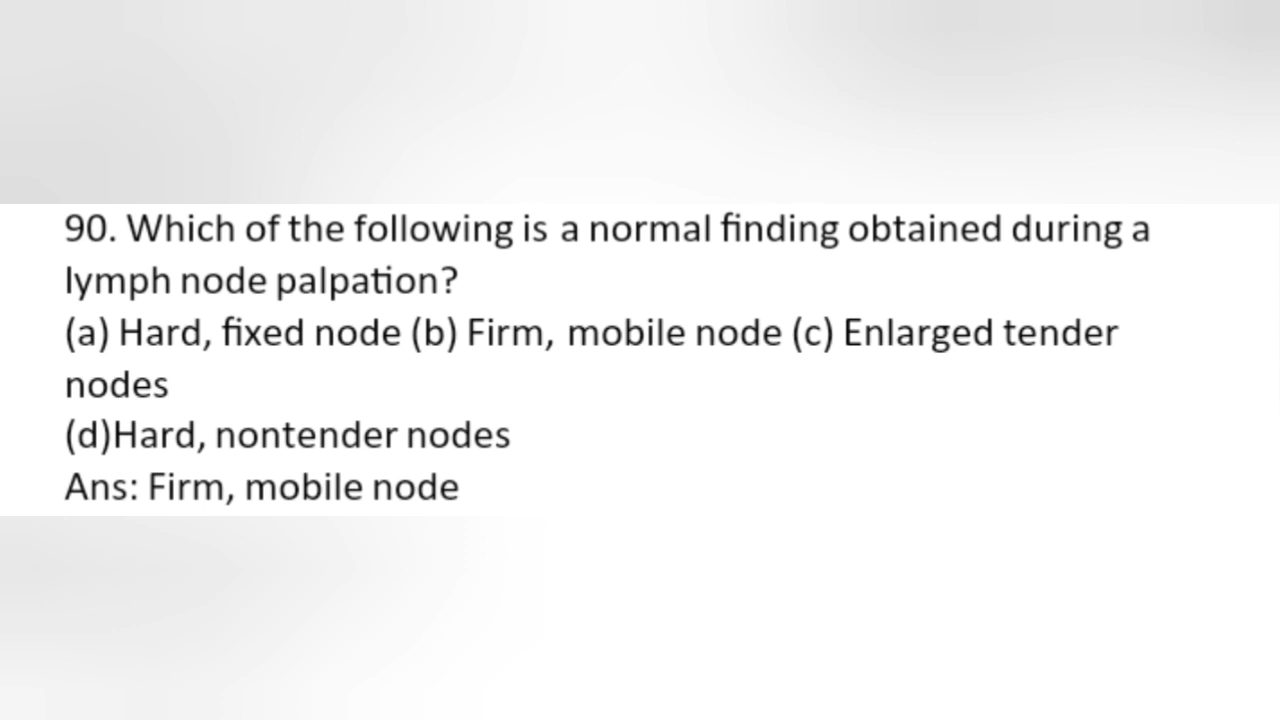 90. Which of the following is a normal finding obtained during a
lymph node palpation?
(a) Hard, fixed node (b) Firm, mobile node (c) Enlarged tender
nodes
(d)Hard, nontender nodes
Ans: Firm, mobile node